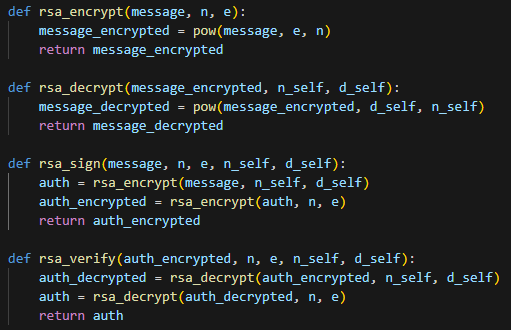 def rsa_encrypt(message, n, e):
    message_encrypted = pow(message, e, n)
    return message_encrypted

def rsa_decrypt(message_encrypted, n_self, d_self):
    message_decrypted = pow(message_encrypted, d_self, n_self)
    return message_decrypted

def rsa_sign(message, n, e, n_self, d_self):
    auth = rsa_encrypt(message, n_self, d_self)
    auth_encrypted = rsa_encrypt(auth, n, e)
    return auth_encrypted

def rsa_verify(auth_encrypted, n, e, n_self, d_self):
    auth_decrypted = rsa_decrypt(auth_encrypted, n_self, d_self)
    auth = rsa_decrypt(auth_decrypted, n, e)
    return auth